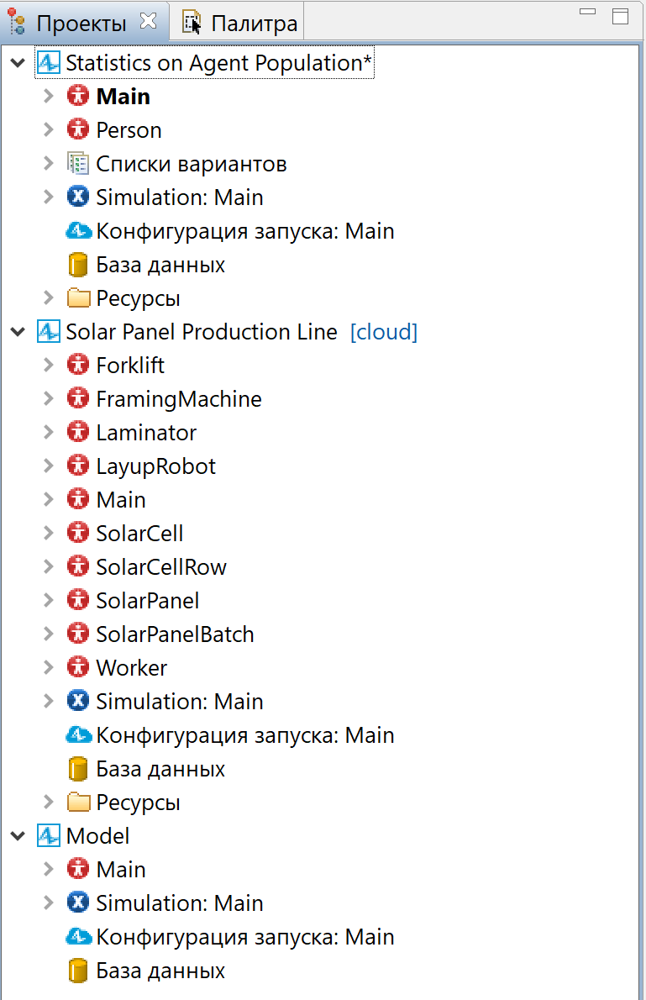 Проекты
Палитра
Statistics on Agent Population*
Main
Person
Списки вариантов
Simulation: Main
Конфигурация запуска: Main
База данных
Ресурсы
Solar Panel Production Line [cloud]
Forklift
FramingMachine
Laminator
LayupRobot
Main
SolarCell
SolarCellRow
SolarPanel
SolarPanelBatch
Worker
Simulation: Main
Конфигурация запуска: Main
База данных
Ресурсы
Model
Main
Simulation: Main
Конфигурация запуска: Main
База данных